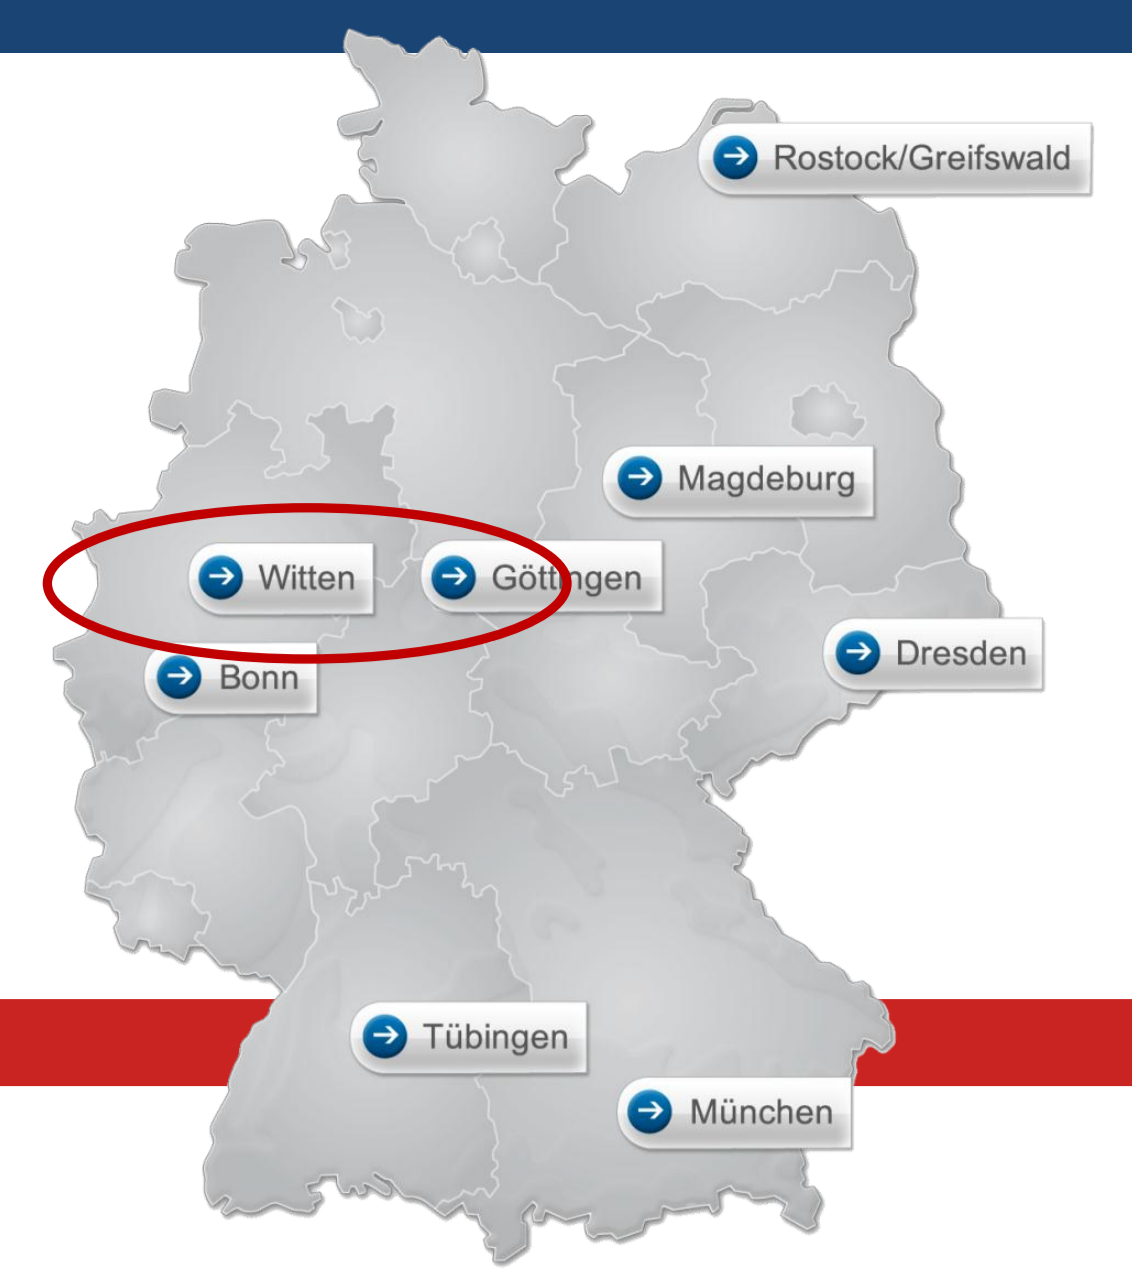 Rostock/Greifswald
Magdeburg
Witten
Göttingen
Dresden
Bonn
Tübingen
München